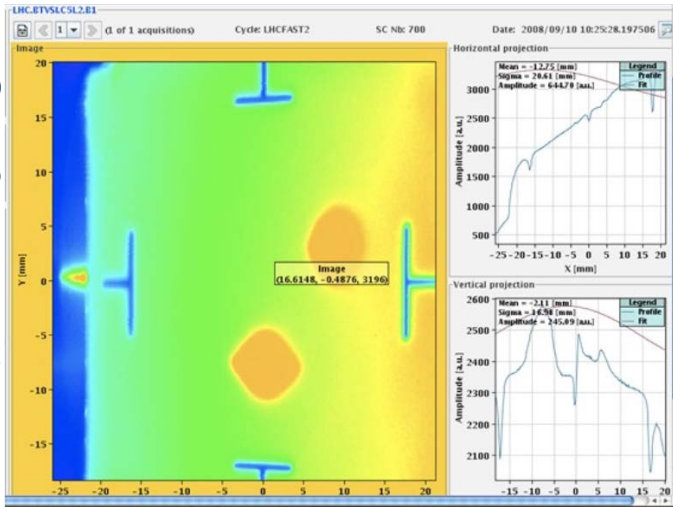 LHC.BTVSI.C5L2.B1
1 (1 of 1 acquisitions) Cycle: LHCFAST2 SC Nb: 700 Date: 2008/09/10 10:25:28.197506
Image
20
15
10
5
0
-5
-10
-15
Y [mm]
-25 -20 -15 -10 -5 0 5 10 15 20
Image
(16.6148, -0.4876, 3196)
Horizontal projection
Mean = -12.75 [mm]
Sigma = 20.61 [mm]
Amplitude = 644.70 [a.u.]
Legend
Profile
Fit
3000
2500
2000
1500
1000
500
Amplitude [a.u.]
-25 -20 -15 -10 -5 0 5 10 15 20
X [mm]
Vertical projection
Mean = -2.11 [mm]
Sigma = 16.98 [mm]
Amplitude = 245.09 [a.u.]
Legend
Profile
Fit
2600
2500
2400
2300
2200
2100
Amplitude [a.u.]
-15 -10 -5 0 5 10 15 20